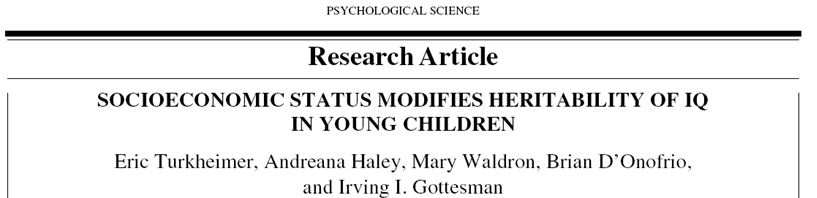 PSYCHOLOGICAL SCIENCE
Research Article
SOCIOECONOMIC STATUS MODIFIES HERITABILITY OF IQ
IN YOUNG CHILDREN
Eric Turkheimer, Andreana Haley, Mary Waldron, Brian D'Onofrio,
and Irving I. Gottesman